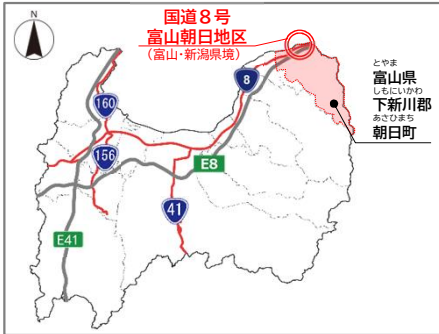 N
国道８号
富山朝日地区
（富山・新潟県境）
とやま
富山県
しもにいかわ
下新川郡
あさひまち
朝日町
8
160
156
E8
41
E41